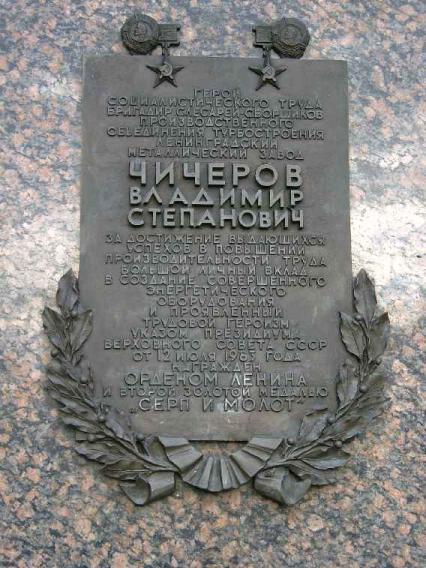 ГЕРОЙ
СОЦИАЛИСТИЧЕСКОГО ТРУДА
БРИГАДИР СЛЕСАРЕЙ-СБОРЩИКОВ
ПРОИЗВОДСТВЕННОГО
ОБЪЕДИНЕНИЯ ТУРБОСТРОЕНИЯ
ЛЕНИНГРАДСКИЙ
МЕТАЛЛИЧЕСКИЙ ЗАВОД
ЧИЧЕРОВ
ВЛАДИМИР
СТЕПАНОВИЧ
ЗА ДОСТИЖЕНИЕ ВЫДАЮЩИХСЯ
УСПЕХОВ В ПОВЫШЕНИИ
ПРОИЗВОДИТЕЛЬНОСТИ ТРУДА
БОЛЬШОЙ ЛИЧНЫЙ ВКЛАД
В СОЗДАНИЕ СОВЕРШЕННОГО
ЭНЕРГЕТИЧЕСКОГО
ОБОРУДОВАНИЯ
И ПРОЯВЛЕННЫЙ
ТРУДОВОЙ ГЕРОИЗМ
УКАЗОМ ПРЕЗИДИУМА
ВЕРХОВНОГО СОВЕТА СССР
ОТ 12 ИЮЛЯ 1963 ГОДА
НАГРАЖДЕН
ОРДЕНОМ ЛЕНИНА
И ВТОРОЙ ЗОЛОТОЙ МЕДАЛЬЮ
„СЕРП И МОЛОТ"